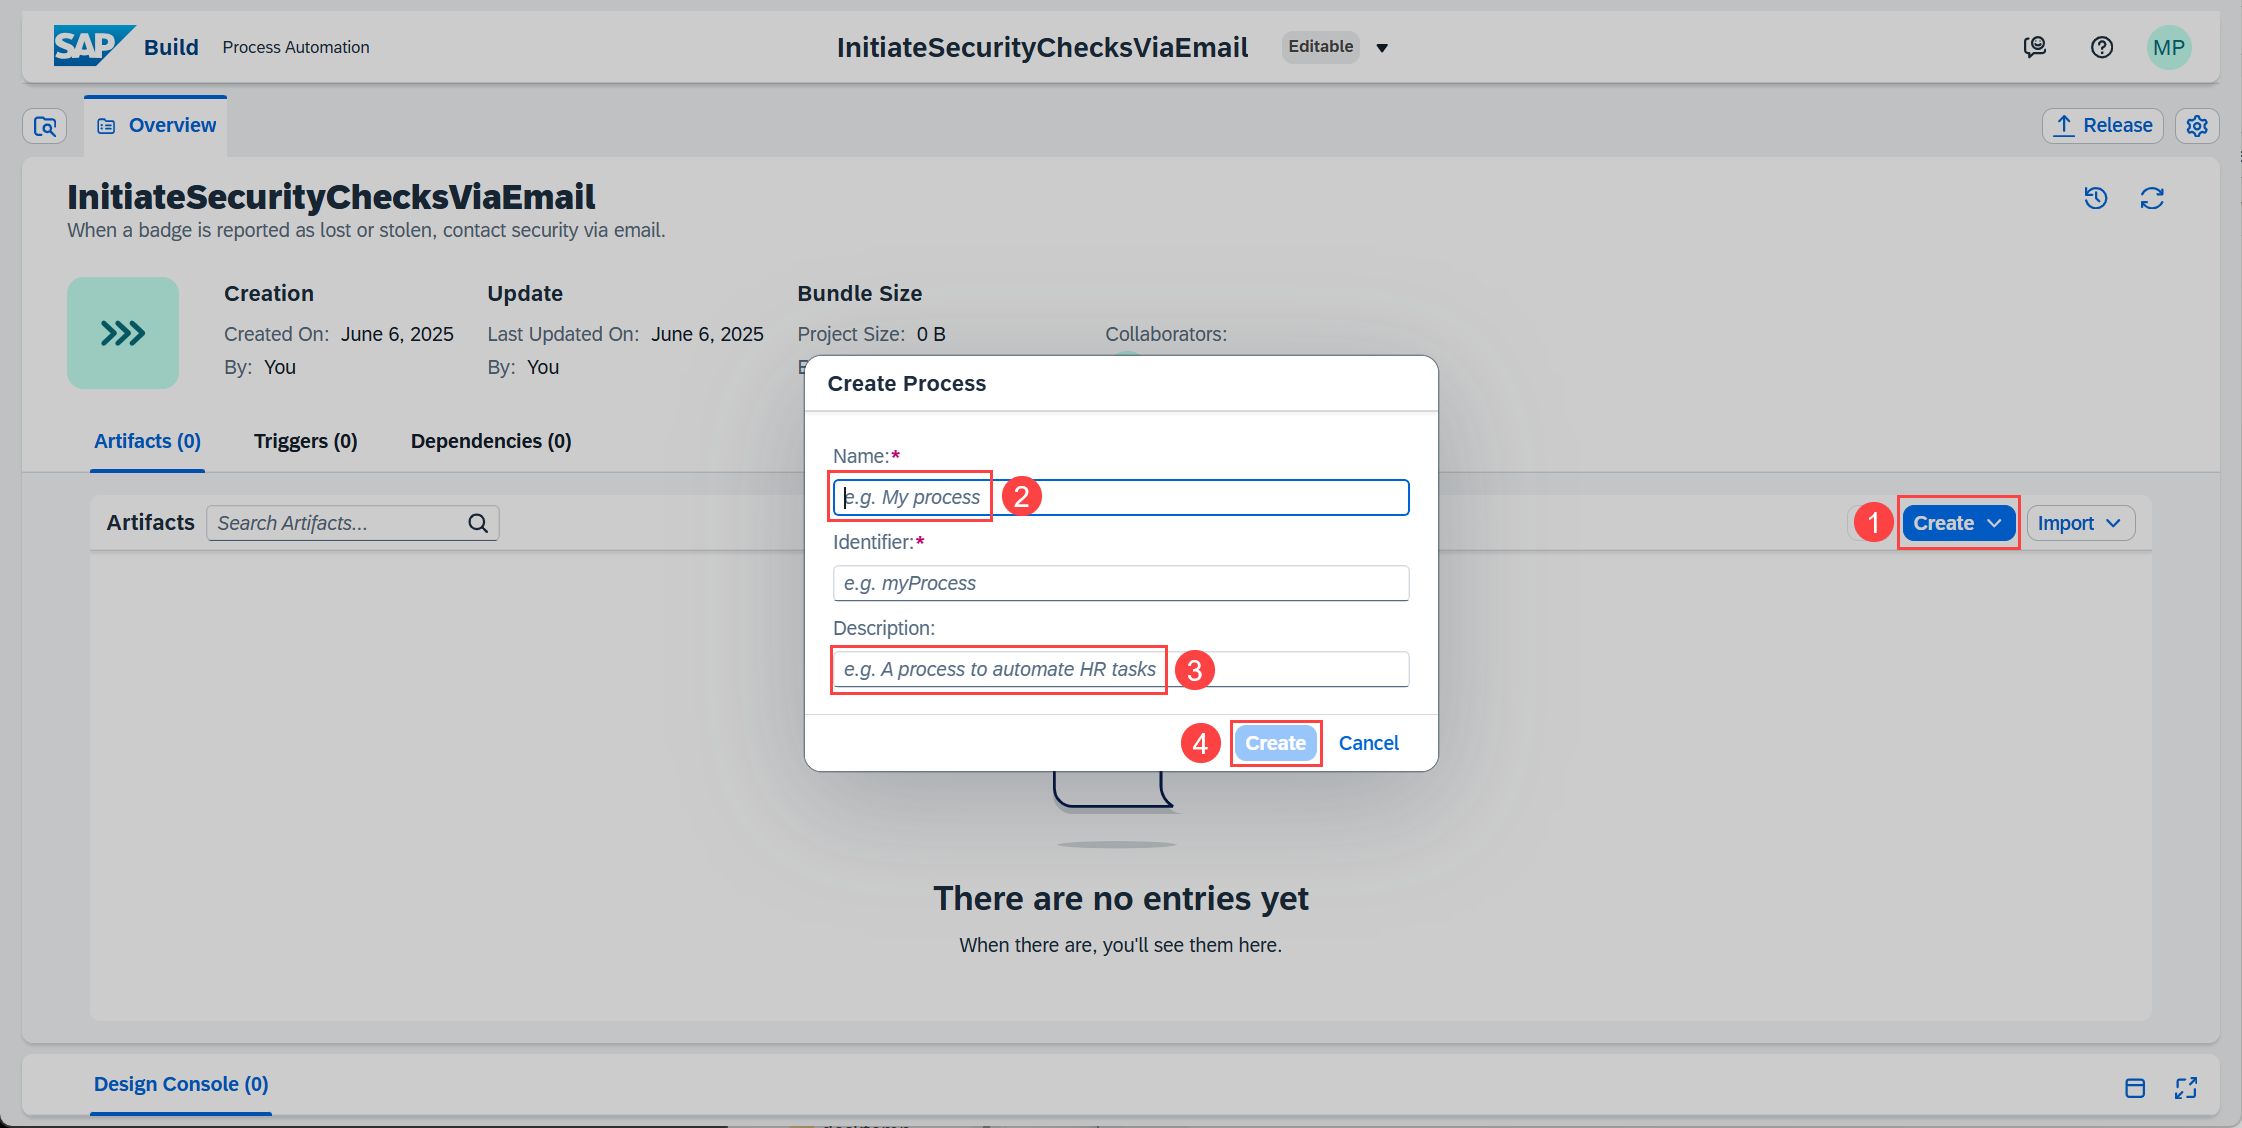 SAP Build Process Automation InitiateSecurityChecksViaEmail Editable MP
Overview Release
InitiateSecurityChecksViaEmail
When a badge is reported as lost or stolen, contact security via email.
Creation Update Bundle Size
Created On: June 6, 2025 Last Updated On: June 6, 2025 Project Size: 0 B Collaborators:
By: You By: You
Create Process
Artifacts (0) Triggers (0) Dependencies (0)
Name:*
e.g. My process 2
Artifacts Search Artifacts... 1 Create Import
Identifier:*
e.g. myProcess
Description:
e.g. A process to automate HR tasks 3
4 Create Cancel
There are no entries yet
When there are, you'll see them here.
Design Console (0)